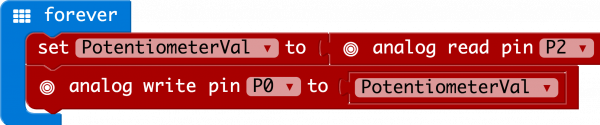 forever
set PotentiometerVal to analog read pin P2
analog write pin P0 to PotentiometerVal